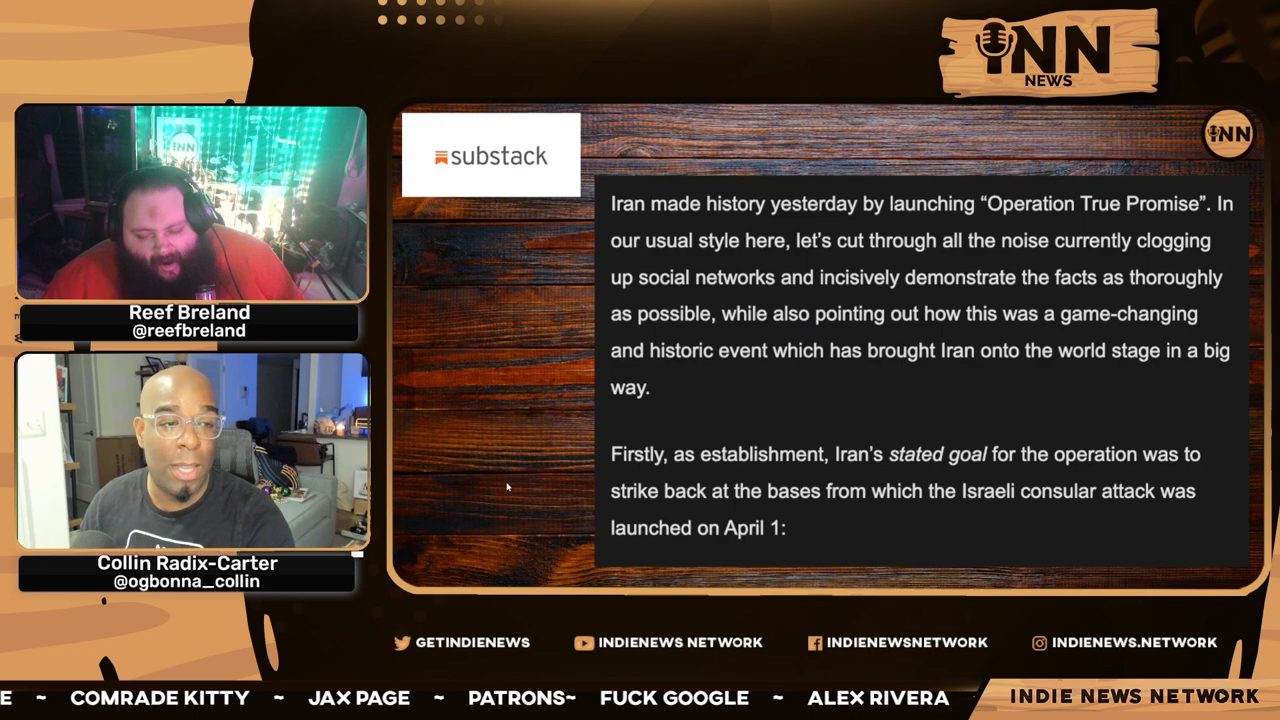 iNN
NEWS
iNN
substack
Iran made history yesterday by launching “Operation True Promise”. In
our usual style here, let’s cut through all the noise currently clogging
up social networks and incisively demonstrate the facts as thoroughly
as possible, while also pointing out how this was a game-changing
and historic event which has brought Iran onto the world stage in a big
way.
Firstly, as establishment, Iran’s stated goal for the operation was to
strike back at the bases from which the Israeli consular attack was
launched on April 1:
Reef Breland
@reefbreland
Collin Radix-Carter
@ogbonna_collin
GETINDIENEWS
INDIENEWS NETWORK
INDIENEWSNETWORK
INDIENEWS.NETWORK
E ~ COMRADE KITTY ~ JAX PAGE ~ PATRONS~ FUCK GOOGLE ~ ALEX RIVERA
INDIE NEWS NETWORK